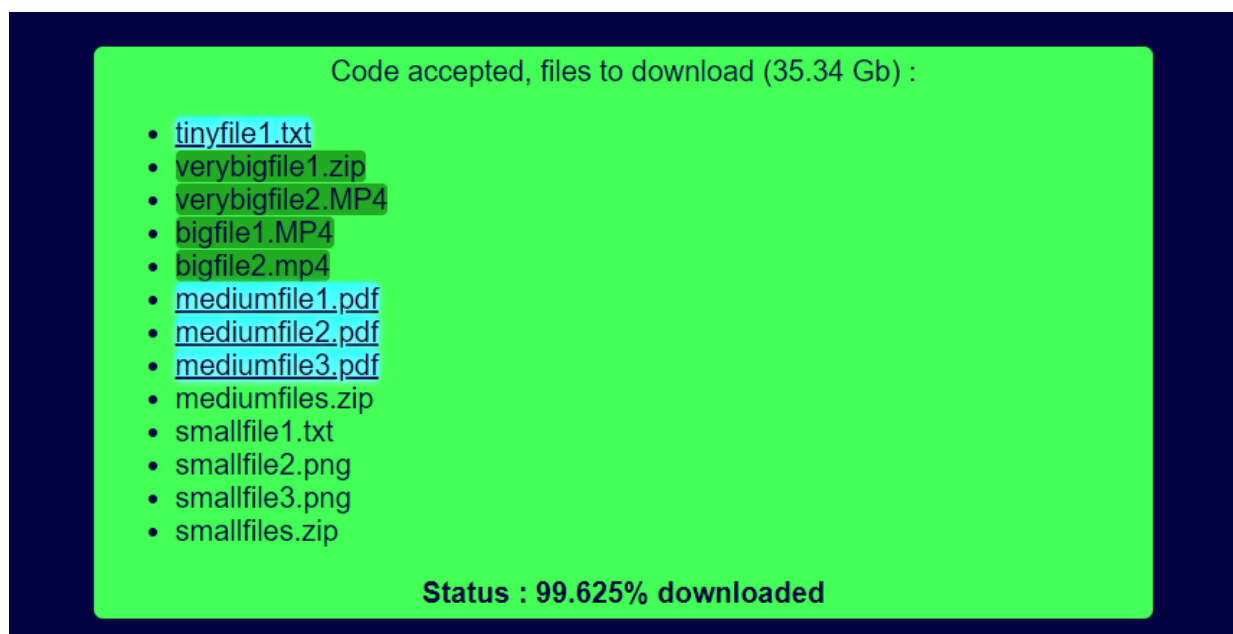 Code accepted, files to download (35.34 Gb) :
tinyfile1.txt
verybigfile1.zip
verybigfile2.MP4
bigfile1.MP4
bigfile2.mp4
mediumfile1.pdf
mediumfile2.pdf
mediumfile3.pdf
mediumfiles.zip
smallfile1.txt
smallfile2.png
smallfile3.png
smallfiles.zip
Status : 99.625% downloaded